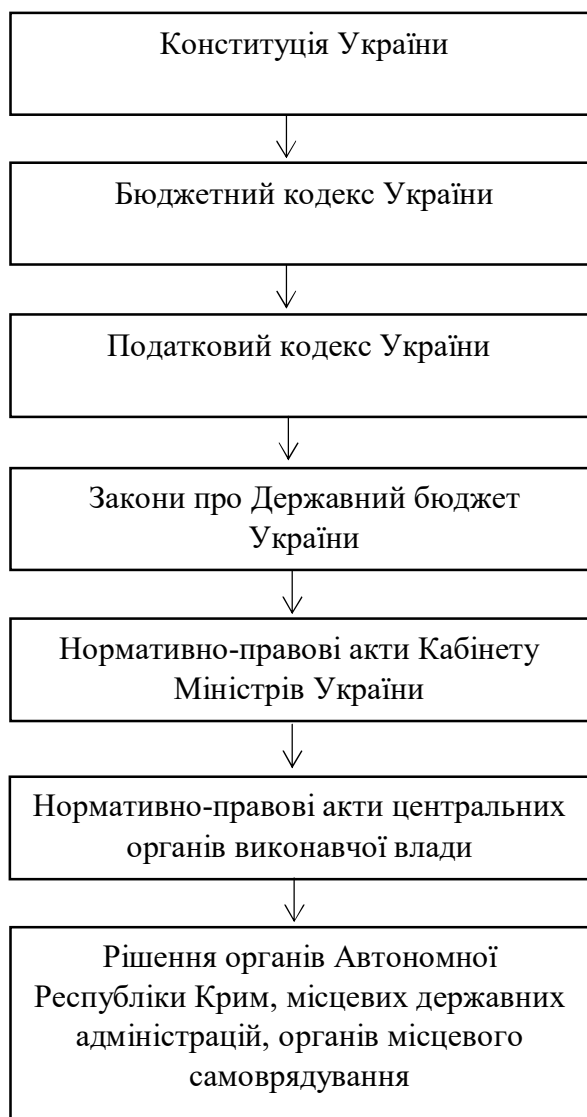 Конституція України
Бюджетний кодекс України
Податковий кодекс України
Закони про Державний бюджет
України
Нормативно-правові акти Кабінету
Міністрів України
Нормативно-правові акти центральних
органів виконавчої влади
Рішення органів Автономної
Республіки Крим, місцевих державних
адміністрацій, органів місцевого
самоврядування